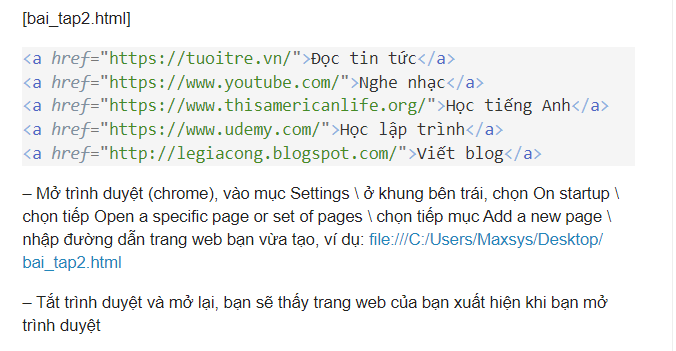 [bai_tap2.html]
<a href="https://tuoitre.vn/">Đọc tin tức</a>
<a href="https://www.youtube.com/">Nghe nhạc</a>
<a href="https://www.thisamericanlife.org/">Học tiếng Anh</a>
<a href="https://www.udemy.com/">Học lập trình</a>
<a href="http://legiacong.blogspot.com/">Viết blog</a>
– Mở trình duyệt (chrome), vào mục Settings \ ở khung bên trái, chọn On startup \
chọn tiếp Open a specific page or set of pages \ chọn tiếp mục Add a new page \
nhập đường dẫn trang web bạn vừa tạo, ví dụ: file:///C:/Users/Maxsys/Desktop/
bai_tap2.html
– Tắt trình duyệt và mở lại, bạn sẽ thấy trang web của bạn xuất hiện khi bạn mở
trình duyệt